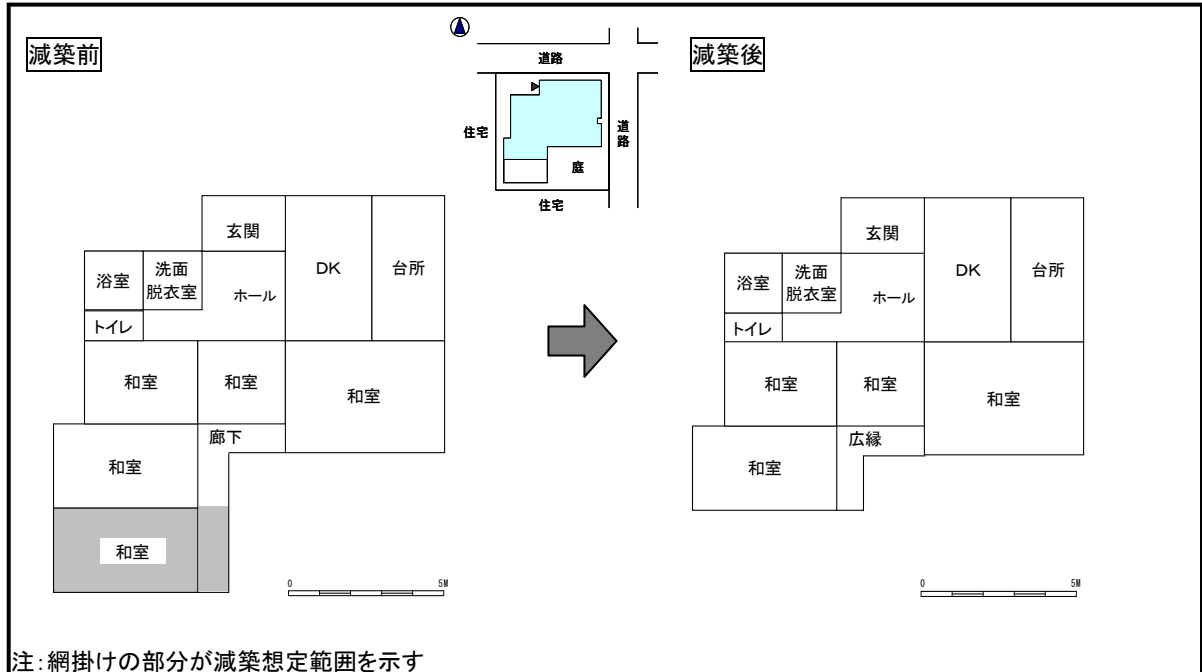 減築前
道路
住宅
道路
庭
住宅
減築後
玄関
浴室
洗面
脱衣室
ホール
DK
台所
トイレ
和室
和室
和室
廊下
和室
和室
0 5M
玄関
浴室
洗面
脱衣室
ホール
DK
台所
トイレ
和室
和室
和室
広縁
和室
0 5M
注:網掛けの部分が減築想定範囲を示す